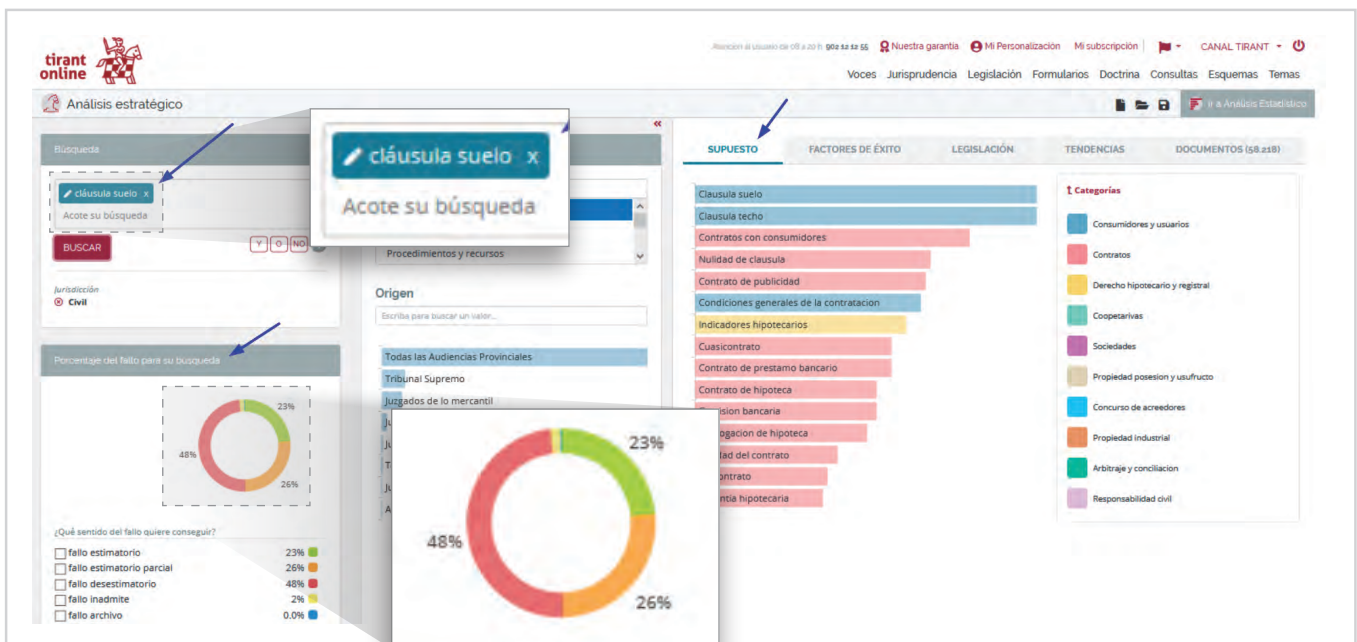 tirant
online
Atención al usuario de 08 a 20 h 902 12 12 55 Nuestra garantía Mi Personalización Mi subscripción CANAL TIRANT
Voces Jurisprudencia Legislación Formularios Doctrina Consultas Esquemas Temas
Análisis estratégico
Ir a Análisis Estadístico
Búsqueda
cláusula suelo x
Acote su búsqueda
BUSCAR
Y O NO
Jurisdicción
Civil
cláusula suelo x
Acote su búsqueda
Procedimientos y recursos
Origen
Escriba para buscar un valor...
Todas las Audiencias Provinciales
Tribunal Supremo
Juzgados de lo mercantil
Porcentaje del fallo para su busqueda
23%
48%
26%
¿Qué sentido del fallo quiere conseguir?
fallo estimatorio 23%
fallo estimatorio parcial 26%
fallo desestimatorio 48%
fallo inadmite 2%
fallo archivo 0.0%
23%
48%
26%
SUPUESTO FACTORES DE ÉXITO LEGISLACIÓN TENDENCIAS DOCUMENTOS (58.218)
Clausula suelo
Clausula techo
Contratos con consumidores
Nulidad de clausula
Contrato de publicidad
Condiciones generales de la contratacion
Indicadores hipotecarios
Cuasicontrato
Contrato de prestamo bancario
Contrato de hipoteca
bancaria
de hipoteca
del contrato
hipotecaria
Categorías
Consumidores y usuarios
Contratos
Derecho hipotecario y registral
Coopetarivas
Sociedades
Propiedad posesion y usufructo
Concurso de acreedores
Propiedad industrial
Arbitraje y conciliacion
Responsabilidad civil